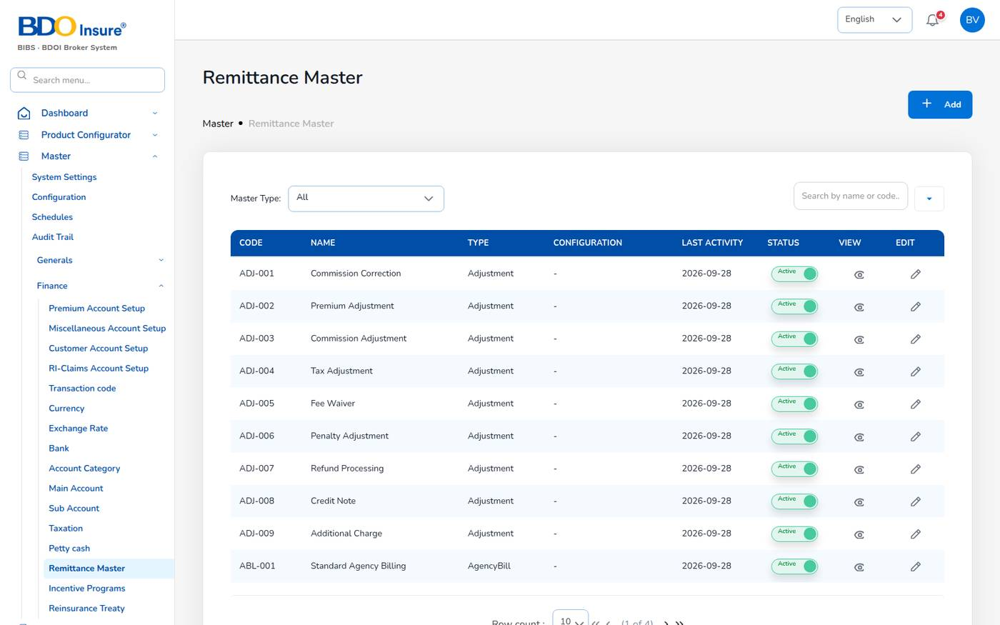 BDO Insure®
BIBS - BDOI Broker System
Search menu...
Dashboard
Product Configurator
Master
System Settings
Configuration
Schedules
Audit Trail
Generals
Finance
Premium Account Setup
Miscellaneous Account Setup
Customer Account Setup
RI-Claims Account Setup
Transaction code
Currency
Exchange Rate
Bank
Account Category
Main Account
Sub Account
Taxation
Petty cash
Remittance Master
Incentive Programs
Reinsurance Treaty
English
4
BV
Remittance Master
Add
Master • Remittance Master
Master Type: All
Search by name or code..
CODE NAME TYPE CONFIGURATION LAST ACTIVITY STATUS VIEW EDIT
ADJ-001 Commission Correction Adjustment - 2026-09-28 Active
ADJ-002 Premium Adjustment Adjustment - 2026-09-28 Active
ADJ-003 Commission Adjustment Adjustment - 2026-09-28 Active
ADJ-004 Tax Adjustment Adjustment - 2026-09-28 Active
ADJ-005 Fee Waiver Adjustment - 2026-09-28 Active
ADJ-006 Penalty Adjustment Adjustment - 2026-09-28 Active
ADJ-007 Refund Processing Adjustment - 2026-09-28 Active
ADJ-008 Credit Note Adjustment - 2026-09-28 Active
ADJ-009 Additional Charge Adjustment - 2026-09-28 Active
ABL-001 Standard Agency Billing AgencyBill - 2026-09-28 Active
Row count : 10 (1 of 4)